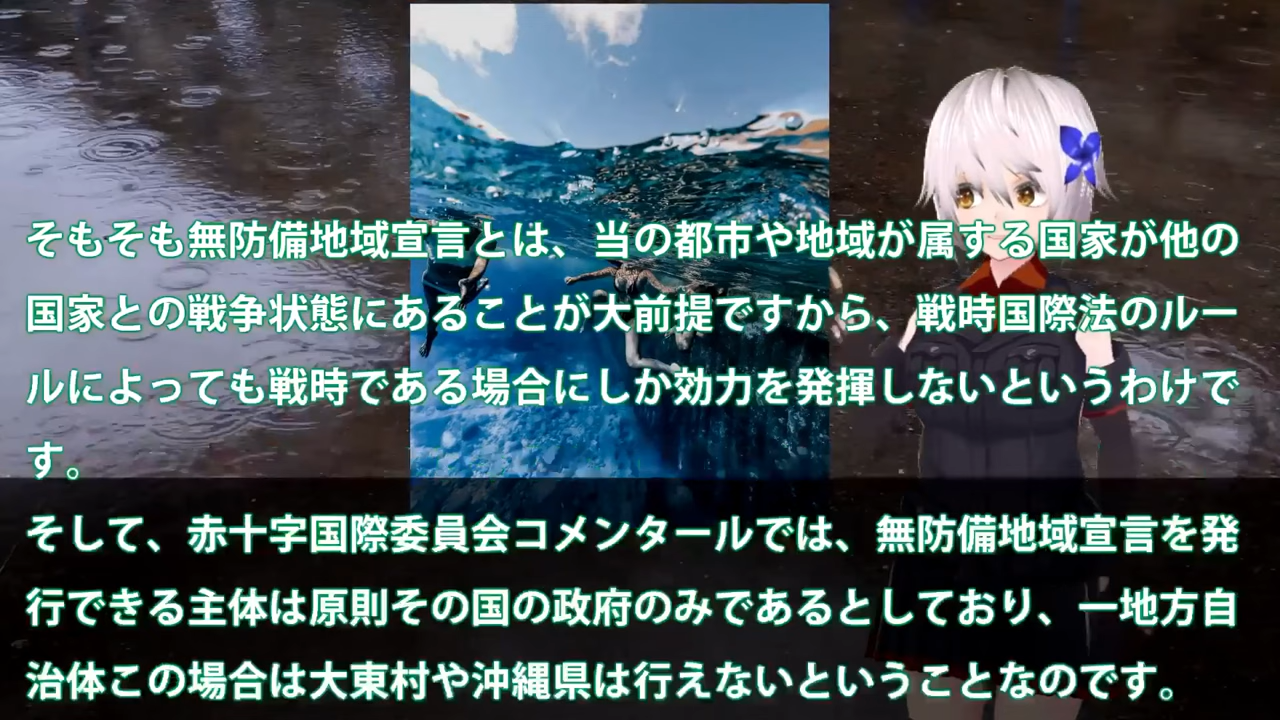 そもそも無防備地域宣言とは、当の都市や地域が属する国家が他の
国家との戦争状態にあることが大前提ですから、戦時国際法のルー
ルによっても戦時である場合にしか効力を発揮しないというわけで
す。
そして、赤十字国際委員会コメンタールでは、無防備地域宣言を発
行できる主体は原則その国の政府のみであるとしており、一地方自
治体この場合は大東村や沖縄県は行えないということなのです。